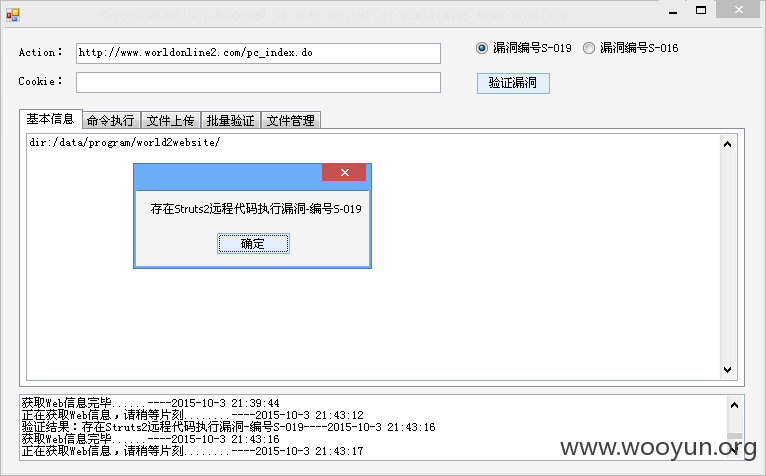 Action： http://www.worldonline2.com/pc_index.do
漏洞编号S-019 漏洞编号S-016
Cookie：
验证漏洞
基本信息 命令执行 文件上传 批量验证 文件管理
dir:/data/program/world2website/
存在Struts2远程代码执行漏洞-编号S-019
确定
获取Web信息完毕......----2015-10-3 21:39:44
正在获取Web信息，请稍等片刻........----2015-10-3 21:43:12
验证结果：存在Struts2远程代码执行漏洞-编号S-019----2015-10-3 21:43:16
获取Web信息完毕......----2015-10-3 21:43:16
正在获取Web信息，请稍等片刻........----2015-10-3 21:43:17
www.wooyun.org